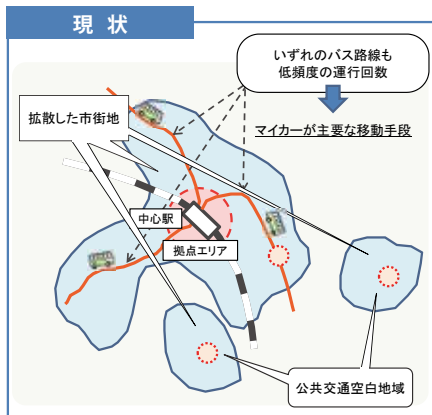 現 状
いずれのバス路線も
低頻度の運行回数
マイカーが主要な移動手段
拡散した市街地
中心駅
拠点エリア
公共交通空白地域